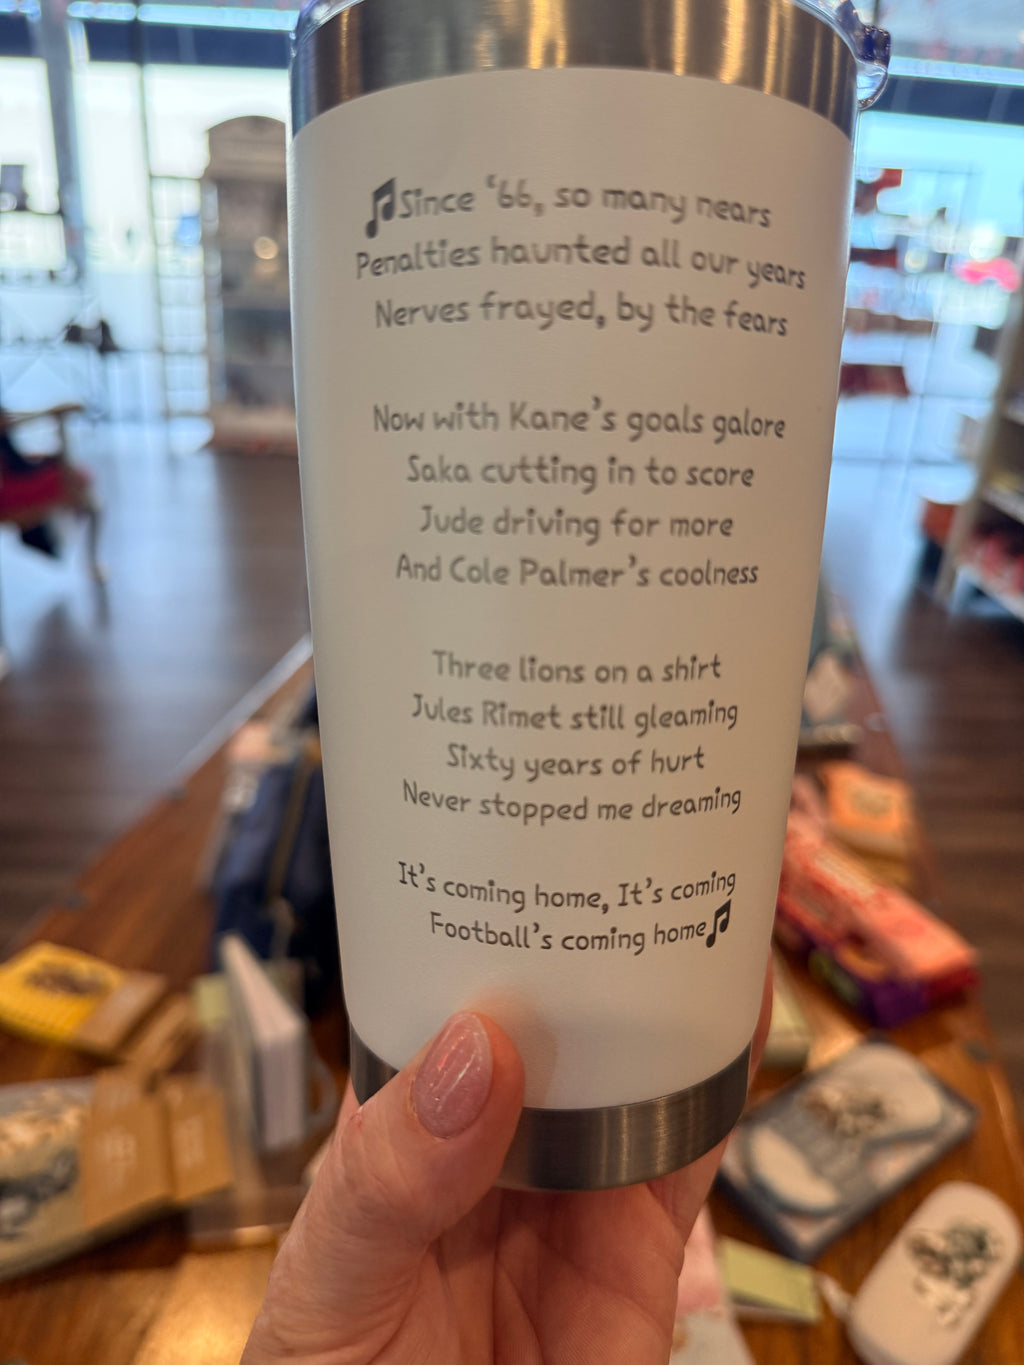 🎵Since ‘66, so many nears
Penalties haunted all our years
Nerves frayed, by the fears
Now with Kane's goals galore
Saka cutting in to score
Jude driving for more
And Cole Palmer's coolness
Three lions on a shirt
Jules Rimet still gleaming
Sixty years of hurt
Never stopped me dreaming
It's coming home, It's coming
Football's coming home🎵